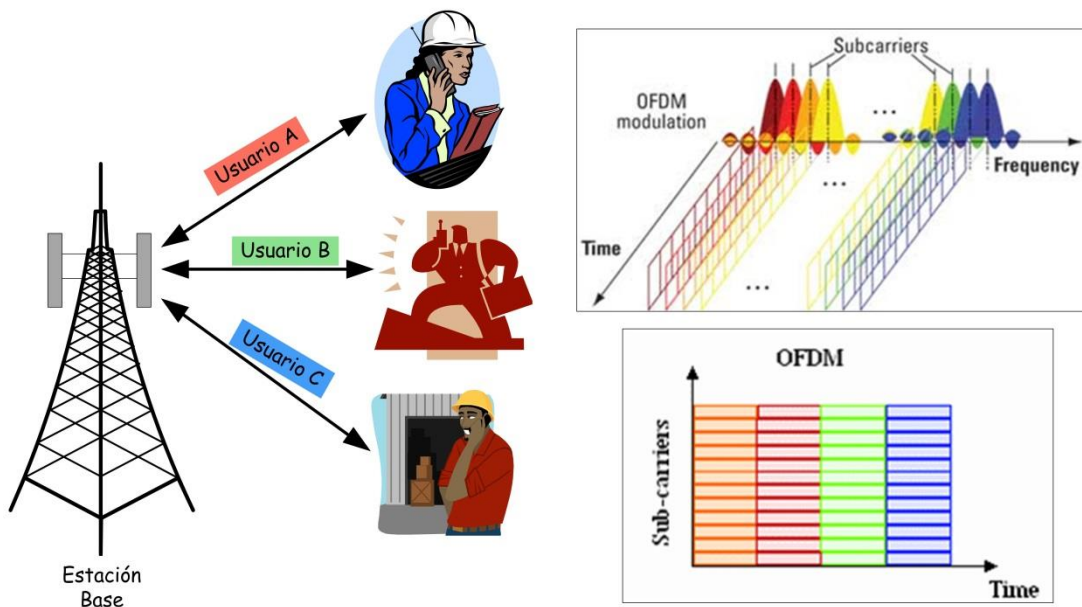 Usuario A
Usuario B
Usuario C
Estación
Base
Subcarriers
OFDM
modulation
...
Frequency
...
Time
...
OFDM
Sub-carriers
Time